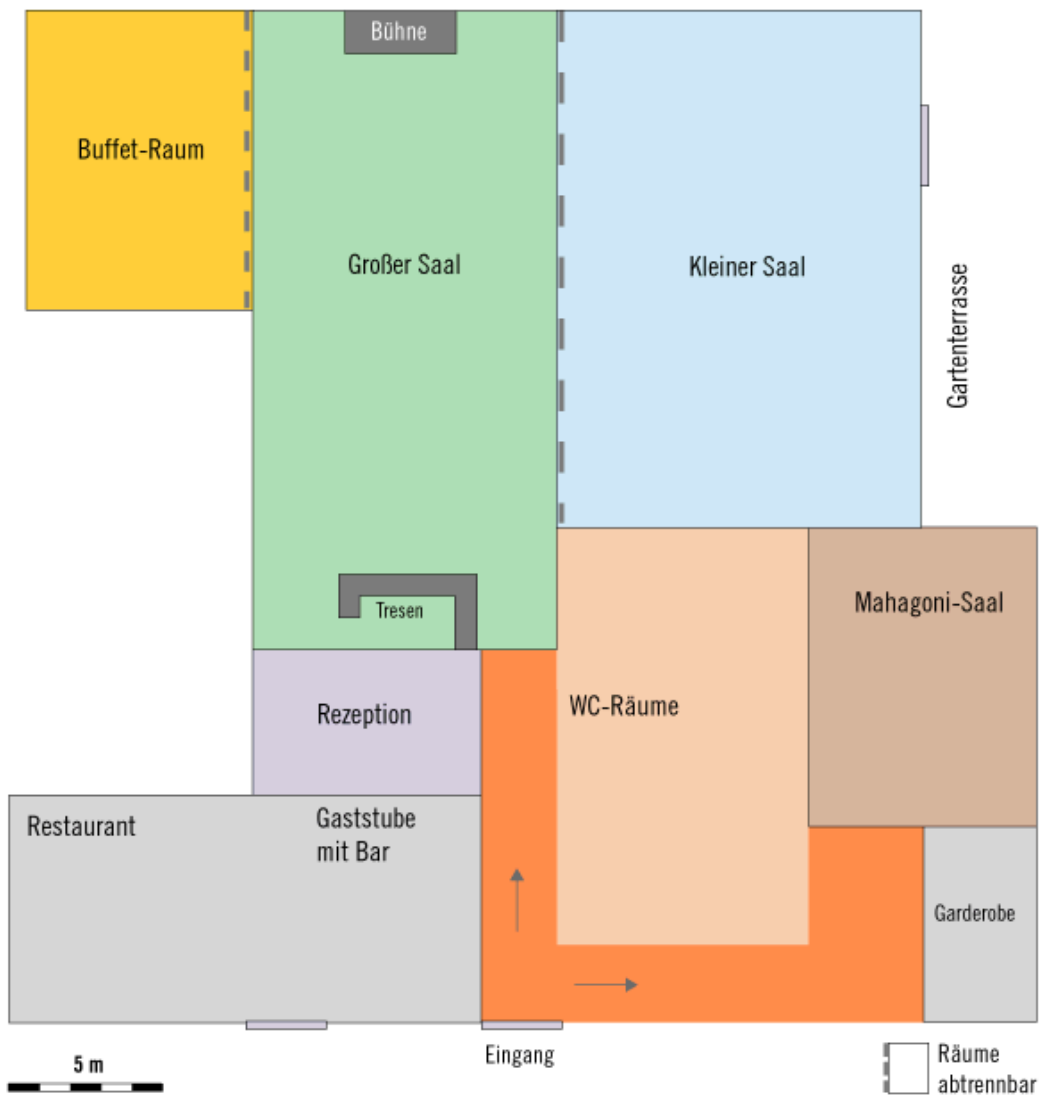 Bühne
Buffet-Raum
Großer Saal
Kleiner Saal
Gartenterrasse
Tresen
Mahagoni-Saal
Rezeption
WC-Räume
Restaurant
Gaststube
mit Bar
Garderobe
Eingang
5 m
Räume
abtrennbar